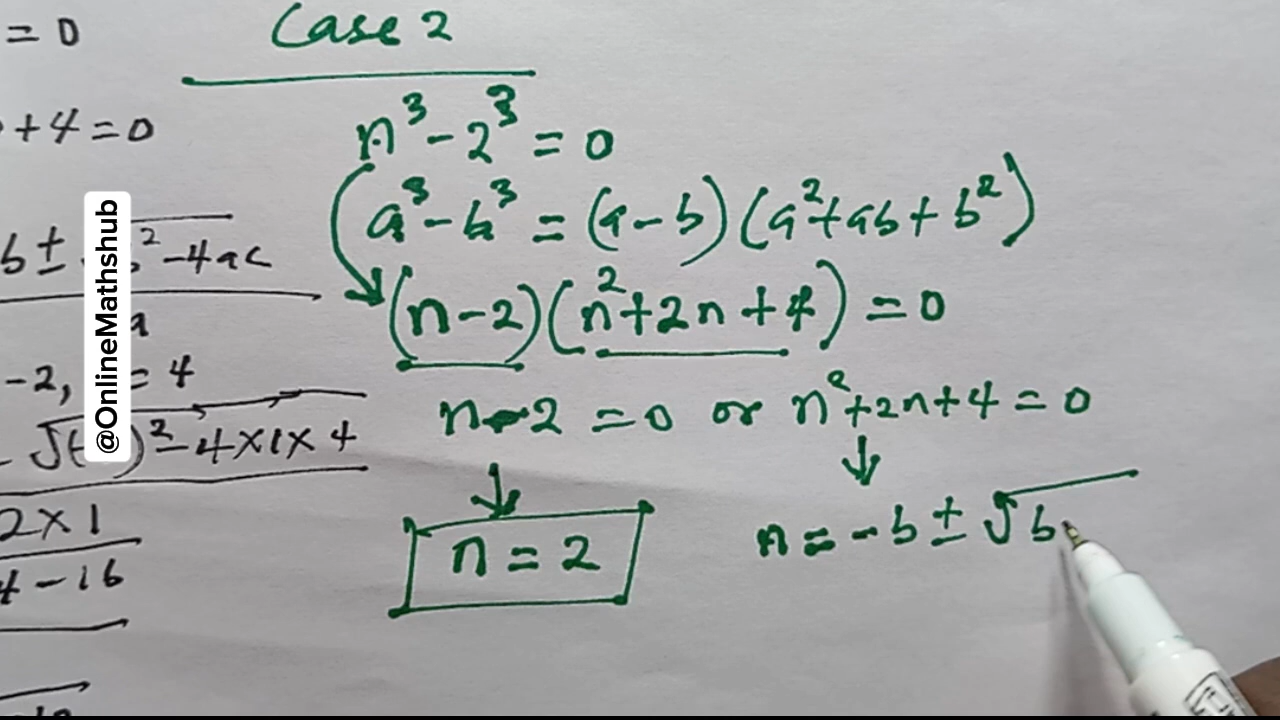 = 0
+4=0
b ± b²-4ac
a
-2, = 4
√( )²-4×1×4
2×1
4-16
@OnlineMathshub
Case 2
n³-2³=0
a³-b³=(a-b)(a²+ab+b²)
(n-2)(n²+2n+4)=0
n-2=0 or n²+2n+4=0
↓ ↓
n=2
n=-b±√b